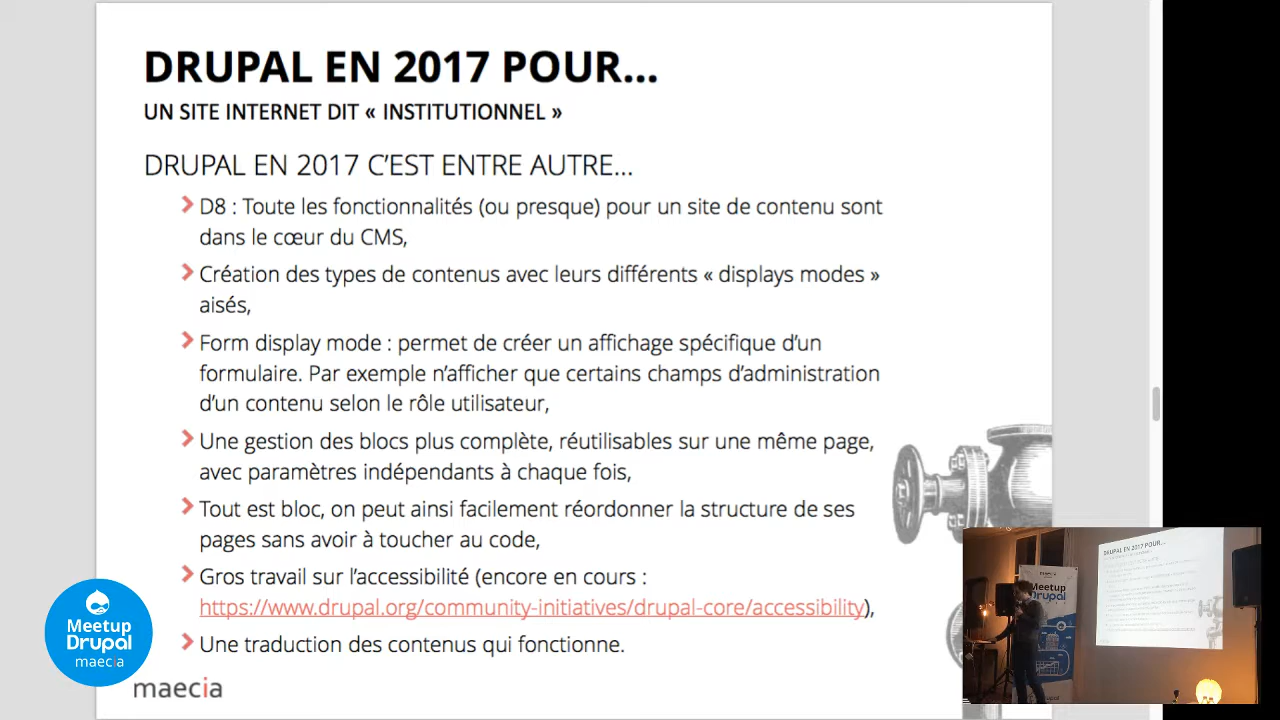 DRUPAL EN 2017 POUR...
UN SITE INTERNET DIT « INSTITUTIONNEL »
DRUPAL EN 2017 C'EST ENTRE AUTRE...
D8 : Toute les fonctionnalités (ou presque) pour un site de contenu sont
dans le cœur du CMS,
Création des types de contenus avec leurs différents « displays modes »
aisés,
Form display mode : permet de créer un affichage spécifique d'un
formulaire. Par exemple n'afficher que certains champs d'administration
d'un contenu selon le rôle utilisateur,
Une gestion des blocs plus complète, réutilisables sur une même page,
avec paramètres indépendants à chaque fois,
Tout est bloc, on peut ainsi facilement réordonner la structure de ses
pages sans avoir à toucher au code,
Gros travail sur l'accessibilité (encore en cours :
https://www.drupal.org/community-initiatives/drupal-core/accessibility),
Une traduction des contenus qui fonctionne.
maecia
Meetup
Drupal
maecia
DRUPAL EN 2017 POUR...
Meetup
Drupal